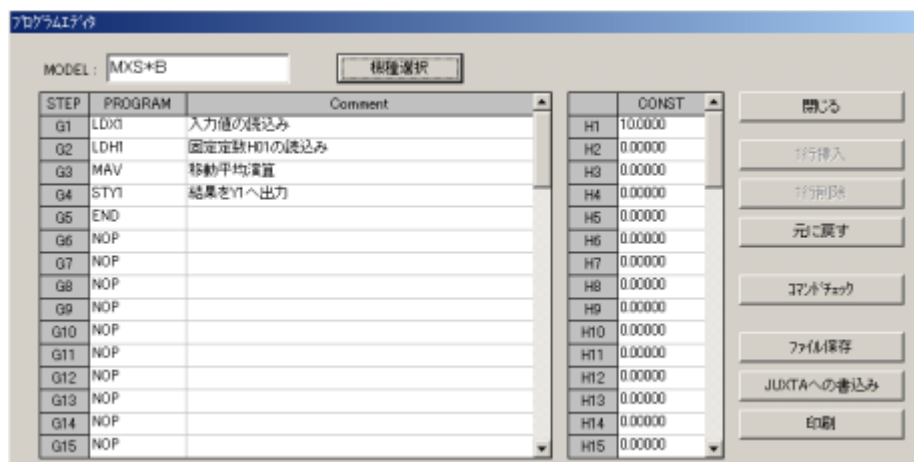 プログラムエディタ
MODEL : MXS*B 機種選択
STEP PROGRAM Comment CONST 閉じる
G1 LDX1 入力値の読込み H1 10.0000
G2 LDH1 固定定数H01の読込み H2 0.00000 1行挿入
G3 MAV 移動平均演算 H3 0.00000
G4 STY1 結果をY1へ出力 H4 0.00000 1行削除
G5 END H5 0.00000
G6 NOP H6 0.00000 元に戻す
G7 NOP H7 0.00000
G8 NOP H8 0.00000 コマンドチェック
G9 NOP H9 0.00000
G10 NOP H10 0.00000
G11 NOP H11 0.00000 ファイル保存
G12 NOP H12 0.00000
G13 NOP H13 0.00000 JUXTAへの書込み
G14 NOP H14 0.00000 印刷
G15 NOP H15 0.00000